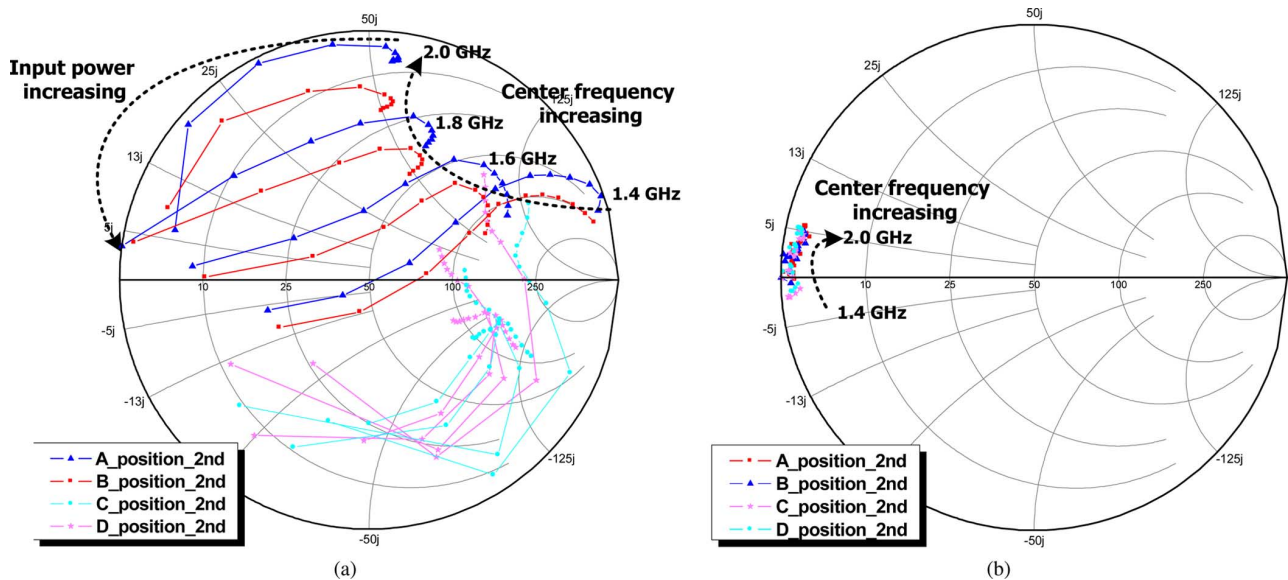 50j
25j
2.0 GHz
125j
Input power
increasing
Center frequency
increasing
1.8 GHz
13j
1.6 GHz
1.4 GHz
5j
10
25
50
100
250
-5j
-13j
-125j
-50j
A_position_2nd
B_position_2nd
C_position_2nd
D_position_2nd
(a)
50j
25j
125j
13j
Center frequency
increasing
5j
2.0 GHz
10
25
50
100
250
1.4 GHz
-5j
-13j
-125j
-50j
A_position_2nd
B_position_2nd
C_position_2nd
D_position_2nd
(b)